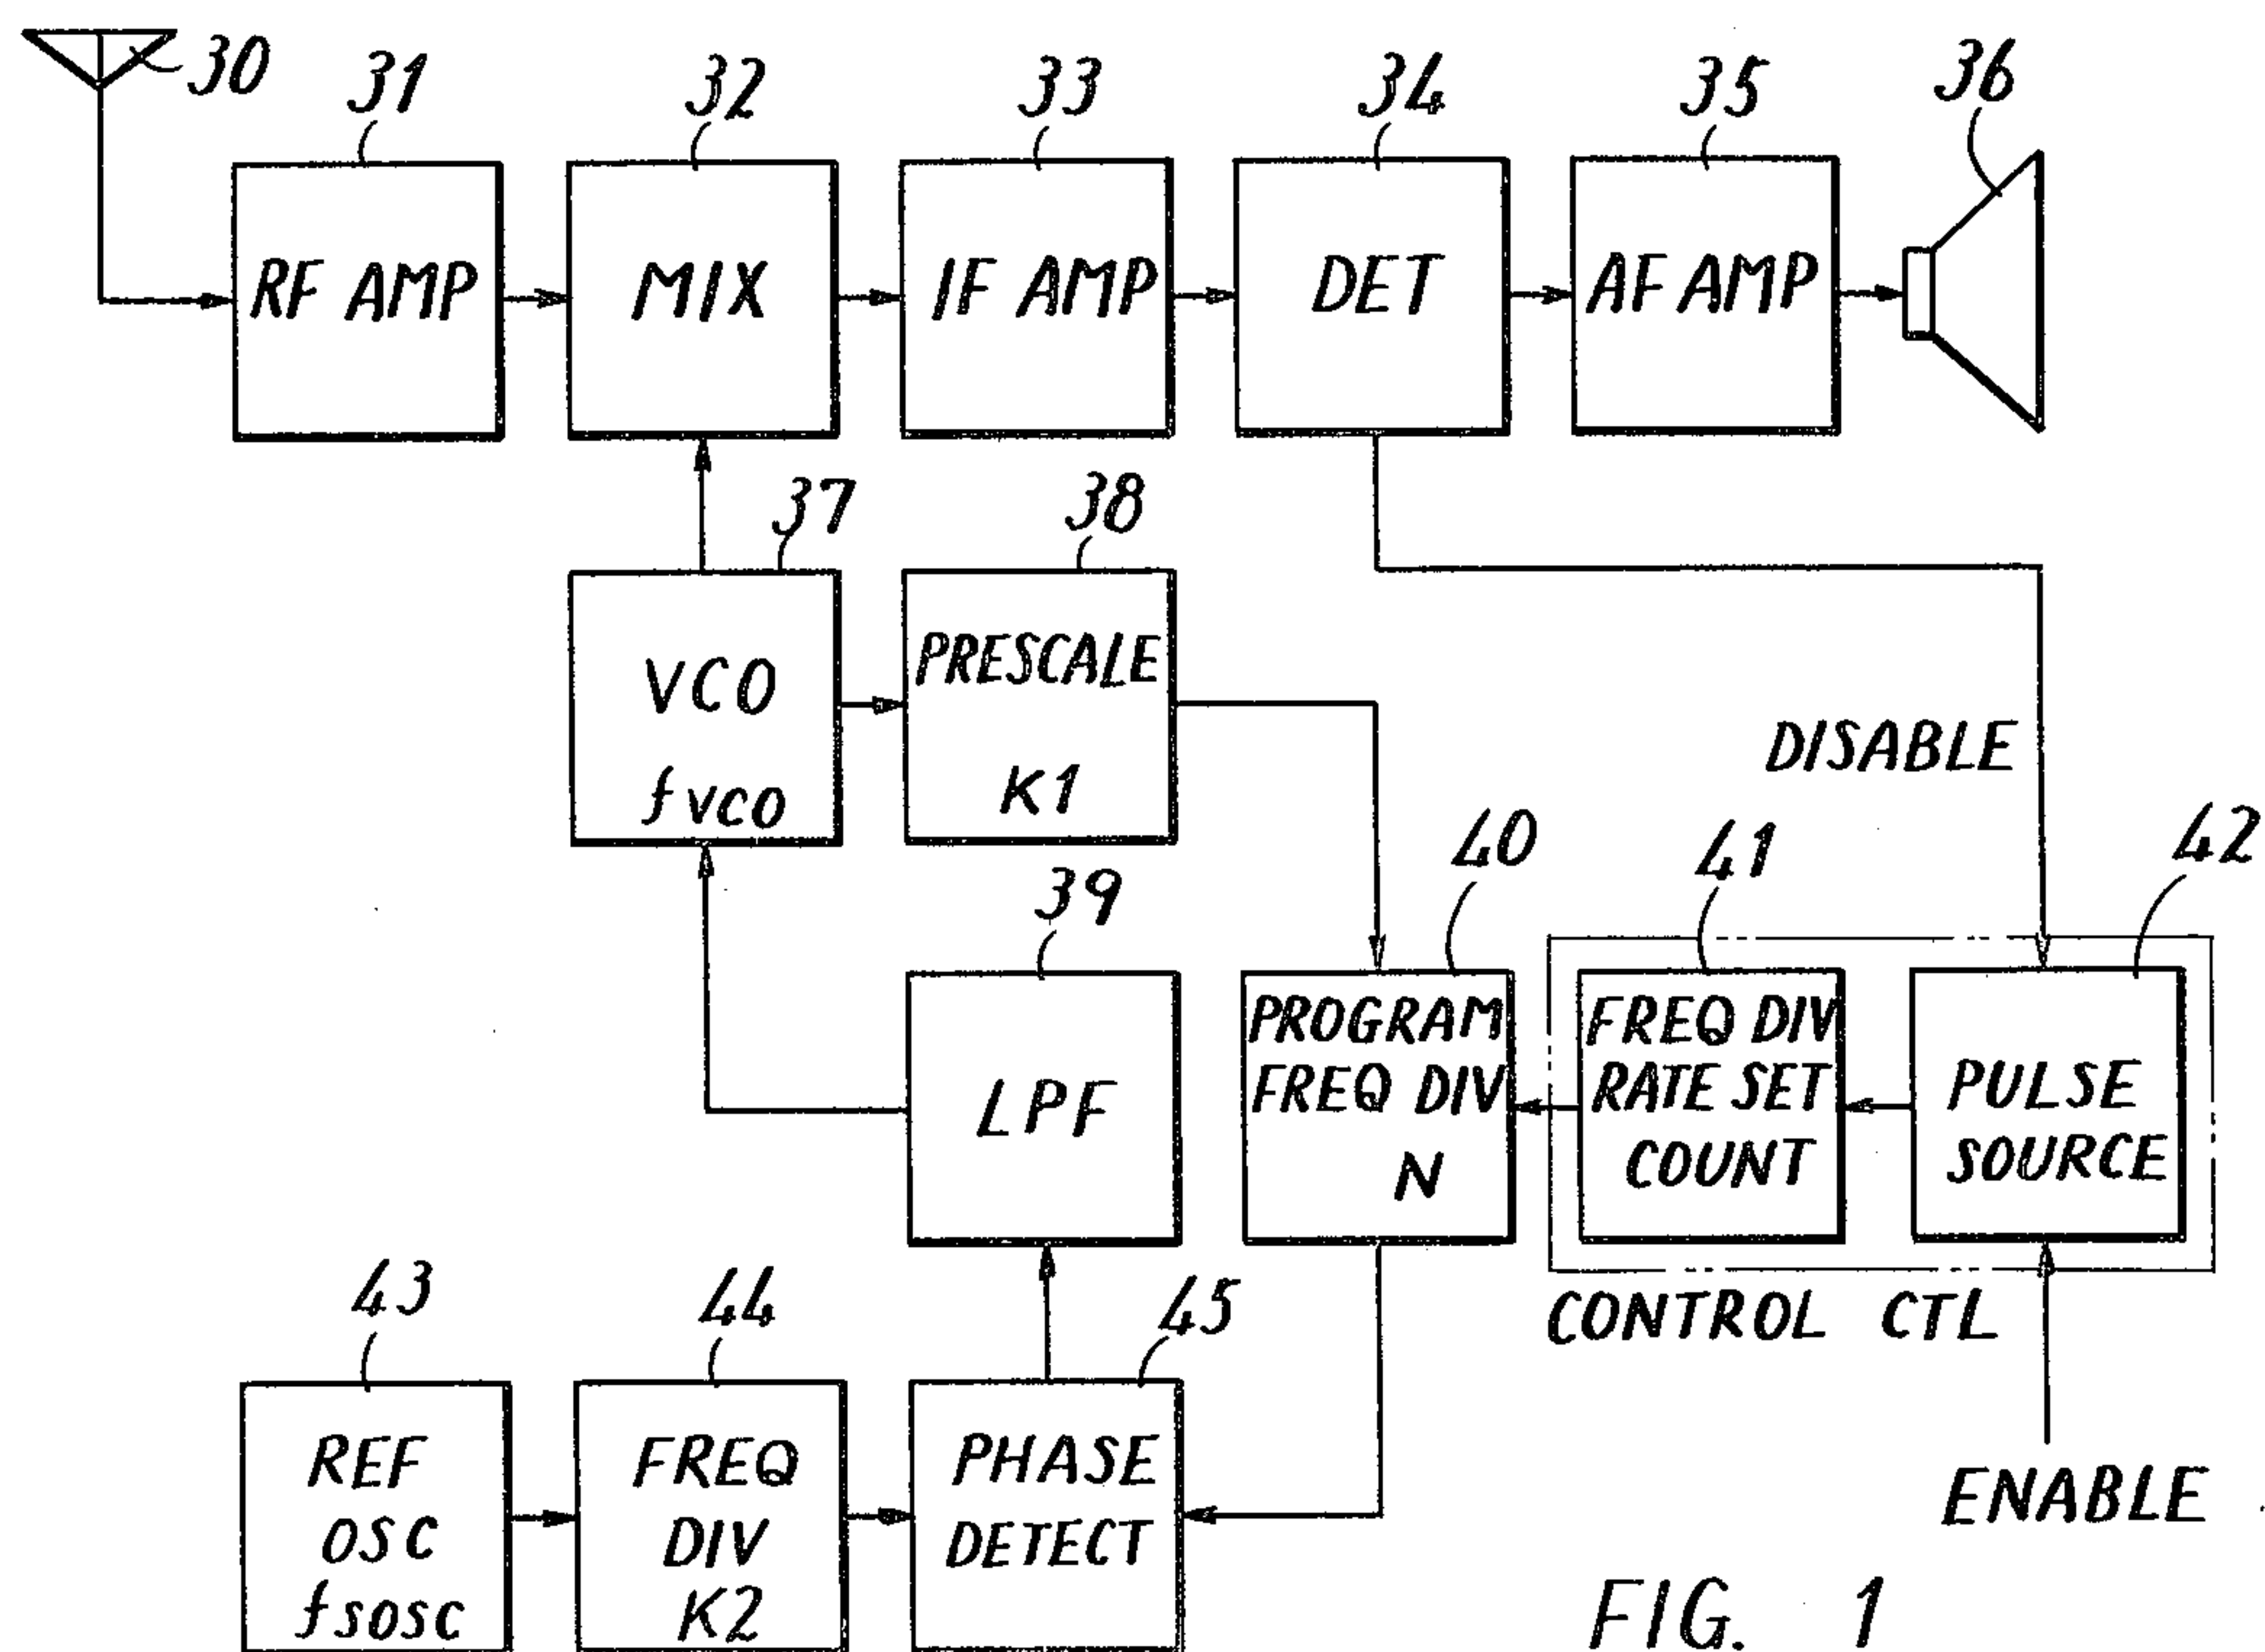 30
31
32
33
34
35
36
RF AMP
MIX
IF AMP
DET
AF AMP
37
38
VCO
fvco
PRESCALE
K1
DISABLE
39
40
41
42
LPF
PROGRAM
FREQ DIV
N
FREQ DIV
RATE SET
COUNT
PULSE
SOURCE
CONTROL CTL
ENABLE
43
44
45
REF
OSC
fsosc
FREQ
DIV
K2
PHASE
DETECT
FIG. 1